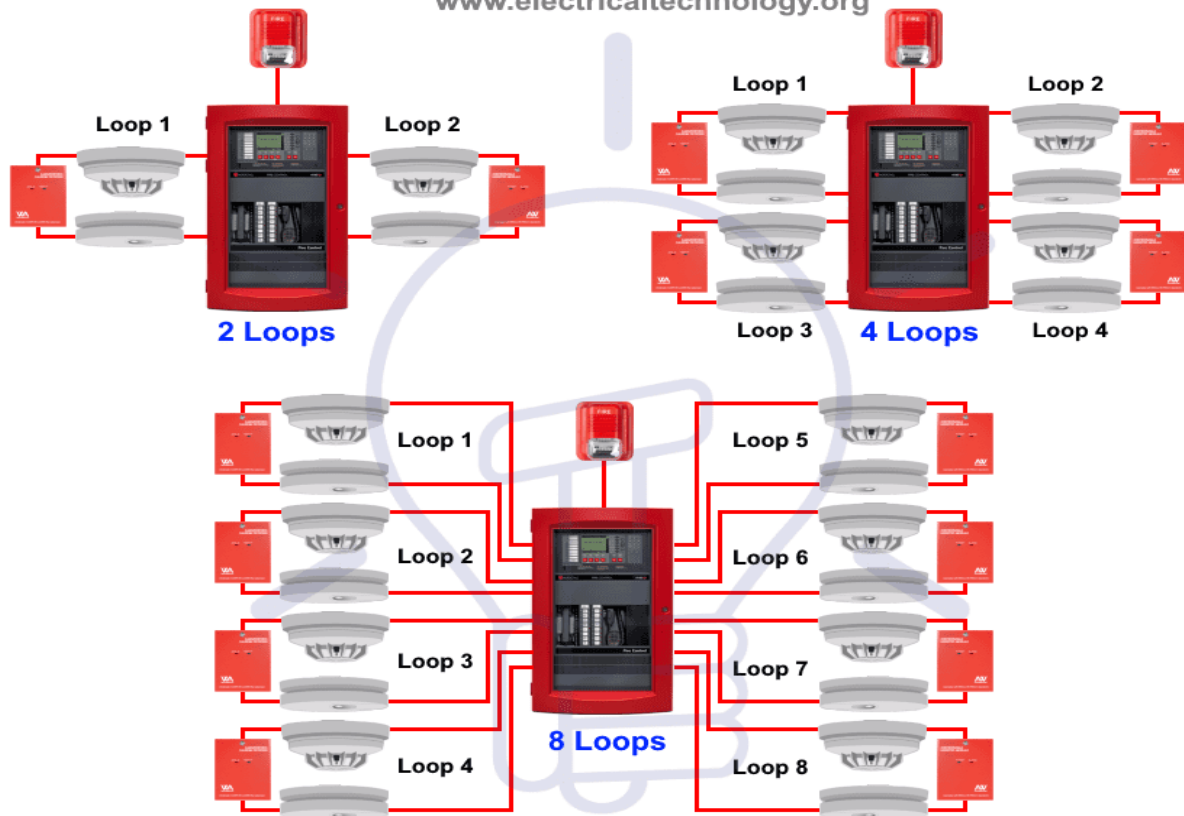 www.electricaltechnology.org
Loop 1
Loop 2
2 Loops
Loop 1
Loop 2
Loop 3
Loop 4
4 Loops
Loop 1
Loop 5
Loop 2
Loop 6
Loop 3
Loop 7
Loop 4
Loop 8
8 Loops